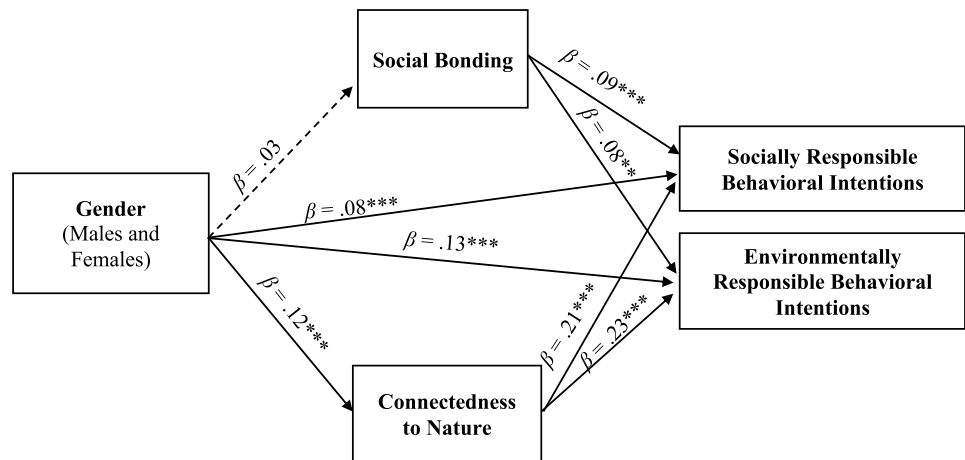 Social Bonding
β = .09***
β = .08**
β = .03
Socially Responsible
Behavioral Intentions
Gender
(Males and
Females)
β = .08***
β = .13***
Environmentally
Responsible Behavioral
Intentions
β = .12***
β = .21***
β = .23***
Connectedness
to Nature